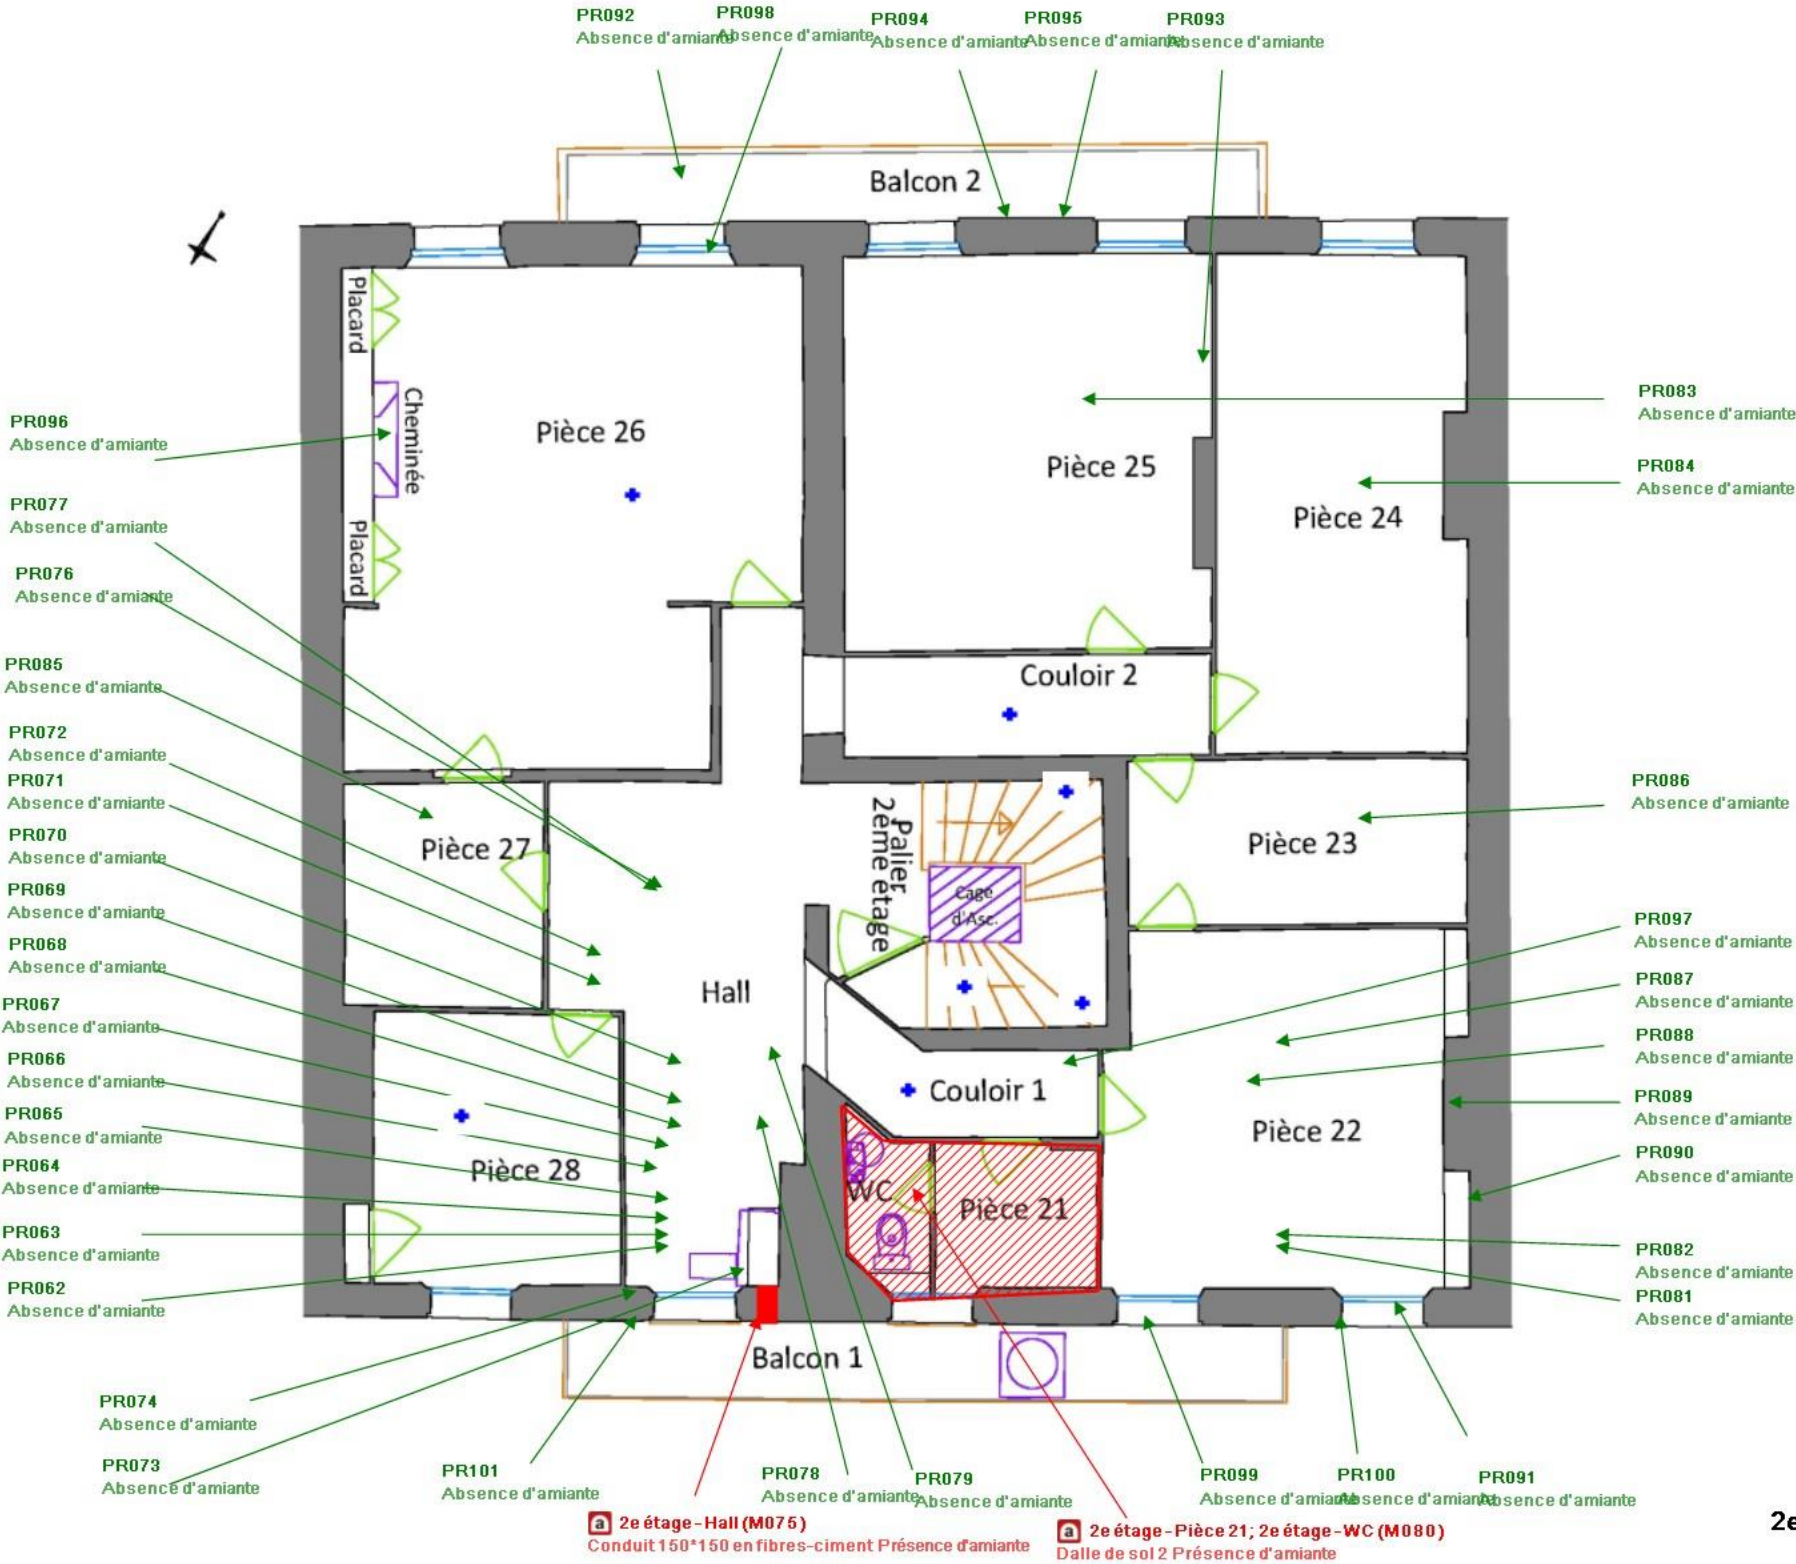 PR092
Absence d'amiante
PR098
Absence d'amiante
PR094
Absence d'amiante
PR095
Absence d'amiante
PR093
Absence d'amiante
Balcon 2
Placard
Cheminée
Placard
Pièce 26
Pièce 25
Pièce 24
PR083
Absence d'amiante
PR084
Absence d'amiante
PR096
Absence d'amiante
PR077
Absence d'amiante
PR076
Absence d'amiante
PR085
Absence d'amiante
PR072
Absence d'amiante
PR071
Absence d'amiante
PR070
Absence d'amiante
PR069
Absence d'amiante
PR068
Absence d'amiante
PR067
Absence d'amiante
PR066
Absence d'amiante
PR065
Absence d'amiante
PR064
Absence d'amiante
PR063
Absence d'amiante
PR062
Absence d'amiante
Couloir 2
Pièce 27
Palier
2ème étage
Cage
d'Asc.
Pièce 23
PR086
Absence d'amiante
Hall
Couloir 1
Pièce 22
Pièce 28
WC
Pièce 21
PR097
Absence d'amiante
PR087
Absence d'amiante
PR088
Absence d'amiante
PR089
Absence d'amiante
PR090
Absence d'amiante
PR082
Absence d'amiante
PR081
Absence d'amiante
Balcon 1
PR074
Absence d'amiante
PR073
Absence d'amiante
PR101
Absence d'amiante
PR078
Absence d'amiante
PR079
Absence d'amiante
PR099
Absence d'amiante
PR100
Absence d'amiante
PR091
Absence d'amiante
a 2e étage-Hall (M075)
Conduit 150*150 en fibres-ciment Présence d'amiante
a 2e étage-Pièce 21; 2e étage-WC (M080)
Dalle de sol 2 Présence d'amiante
2e